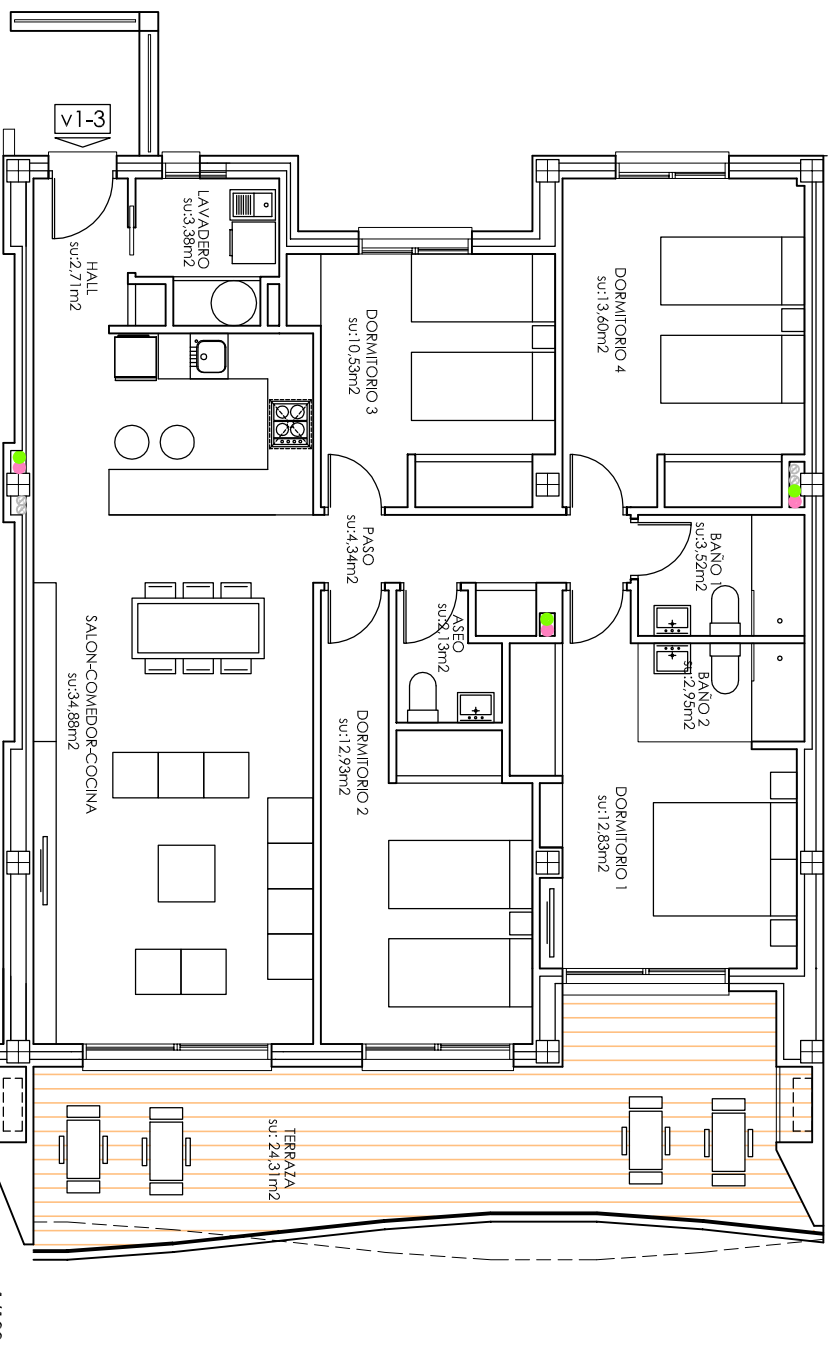 v1-3
LAVADERO
su:3,38m2
HALL
su:2,71m2
DORMITORIO 3
su:10,53m2
DORMITORIO 4
su:13,60m2
PASO
su:4,34m2
BAÑO 1
su:3,52m2
ASEO
su:2,13m2
BAÑO 2
su:2,95m2
SALON-COMEDOR-COCINA
su:34,88m2
DORMITORIO 2
su:12,93m2
DORMITORIO 1
su:12,83m2
TERRAZA
su: 24,31m2